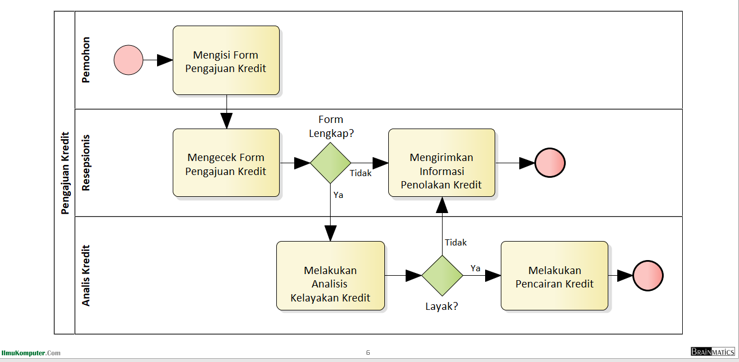 Pengajuan Kredit
Pemohon
Mengisi Form
Pengajuan Kredit
Resepsionis
Mengecek Form
Pengajuan Kredit
Form
Lengkap?
Tidak
Ya
Mengirimkan
Informasi
Penolakan Kredit
Analis Kredit
Melakukan
Analisis
Kelayakan Kredit
Tidak
Ya
Layak?
Melakukan
Pencairan Kredit
IlmuKomputer.Com
6
BRAINMATICS